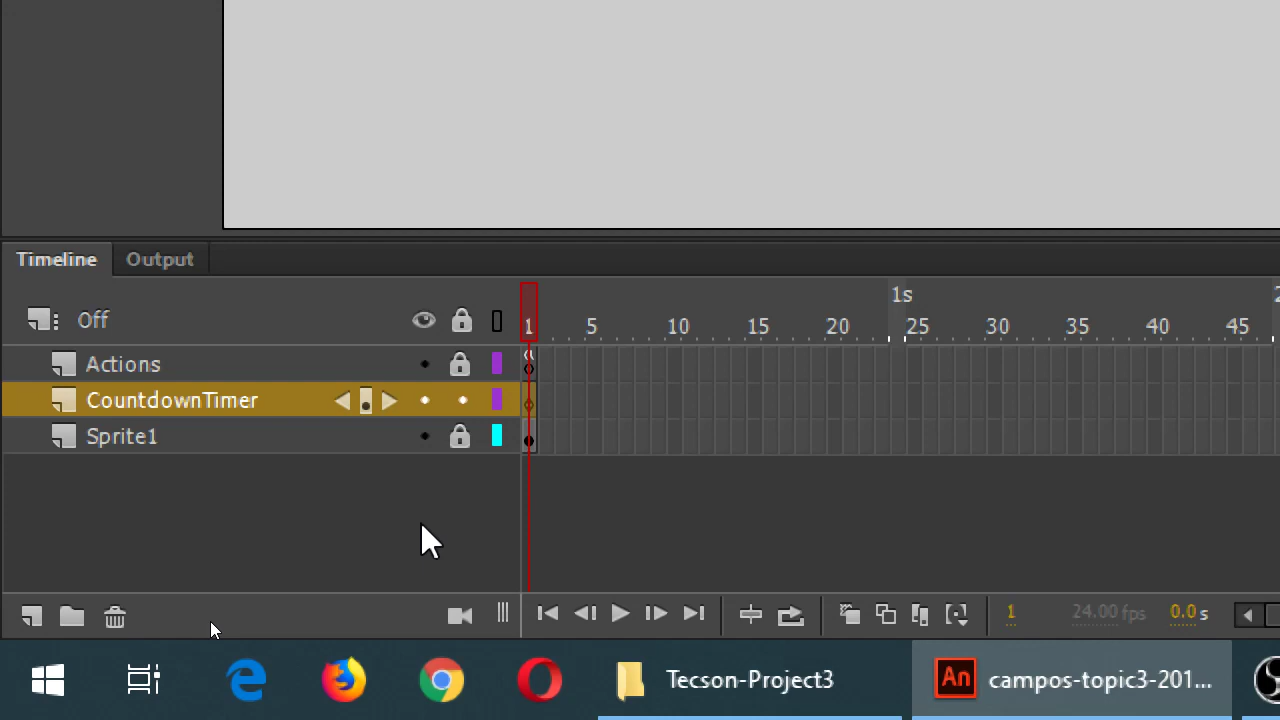 Timeline Output
Off
1s
1 5 10 15 20 25 30 35 40 45
Actions
CountdownTimer
Sprite1
1 24.00 fps 0.0 s
Tecson-Project3 An campos-topic3-201...